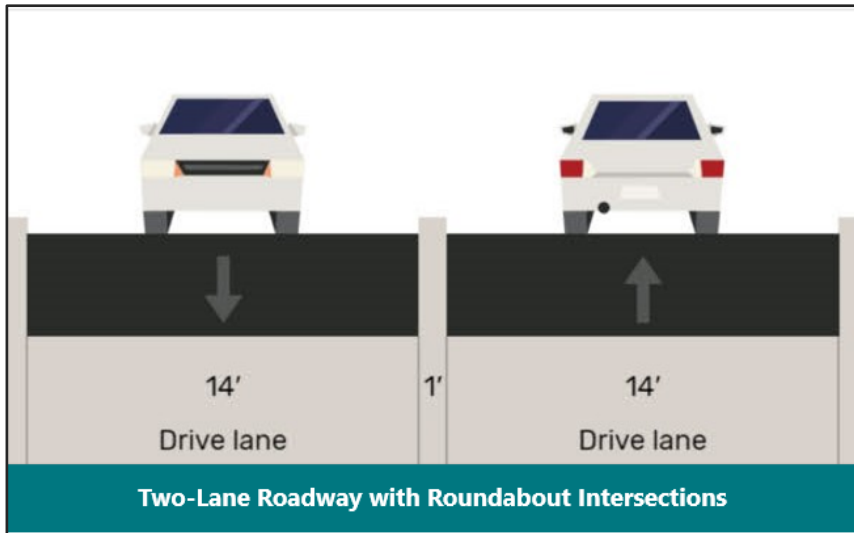 14' 1' 14'
Drive lane Drive lane
Two-Lane Roadway with Roundabout Intersections